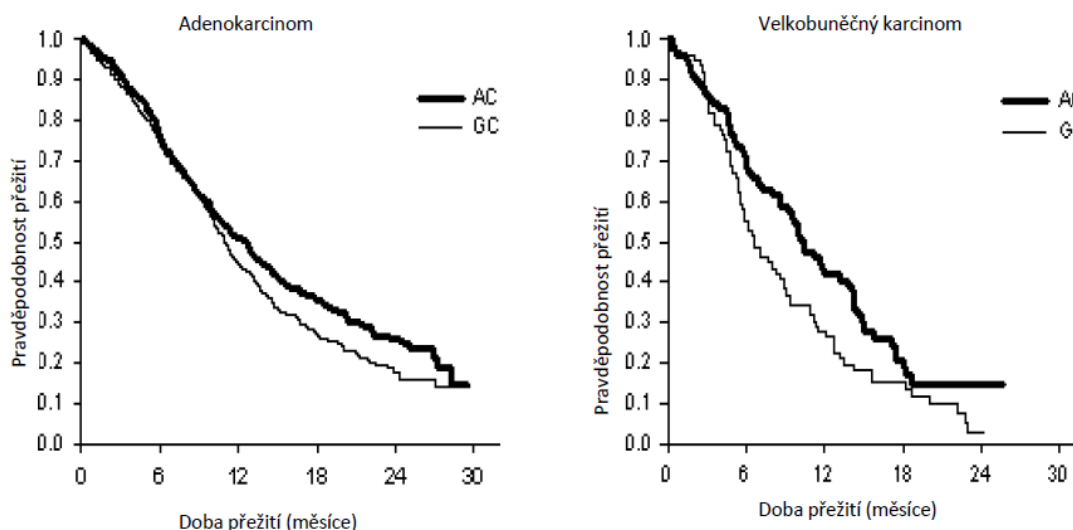 Adenokarcinom
Pravděpodobnost přežití
1.0
0.9
0.8
0.7
0.6
0.5
0.4
0.3
0.2
0.1
0.0
AC
GC
0 6 12 18 24 30
Doba přežití (měsíce)
Velkobuněčný karcinom
Pravděpodobnost přežití
1.0
0.9
0.8
0.7
0.6
0.5
0.4
0.3
0.2
0.1
0.0
A
G
0 6 12 18 24 30
Doba přežití (měsíce)